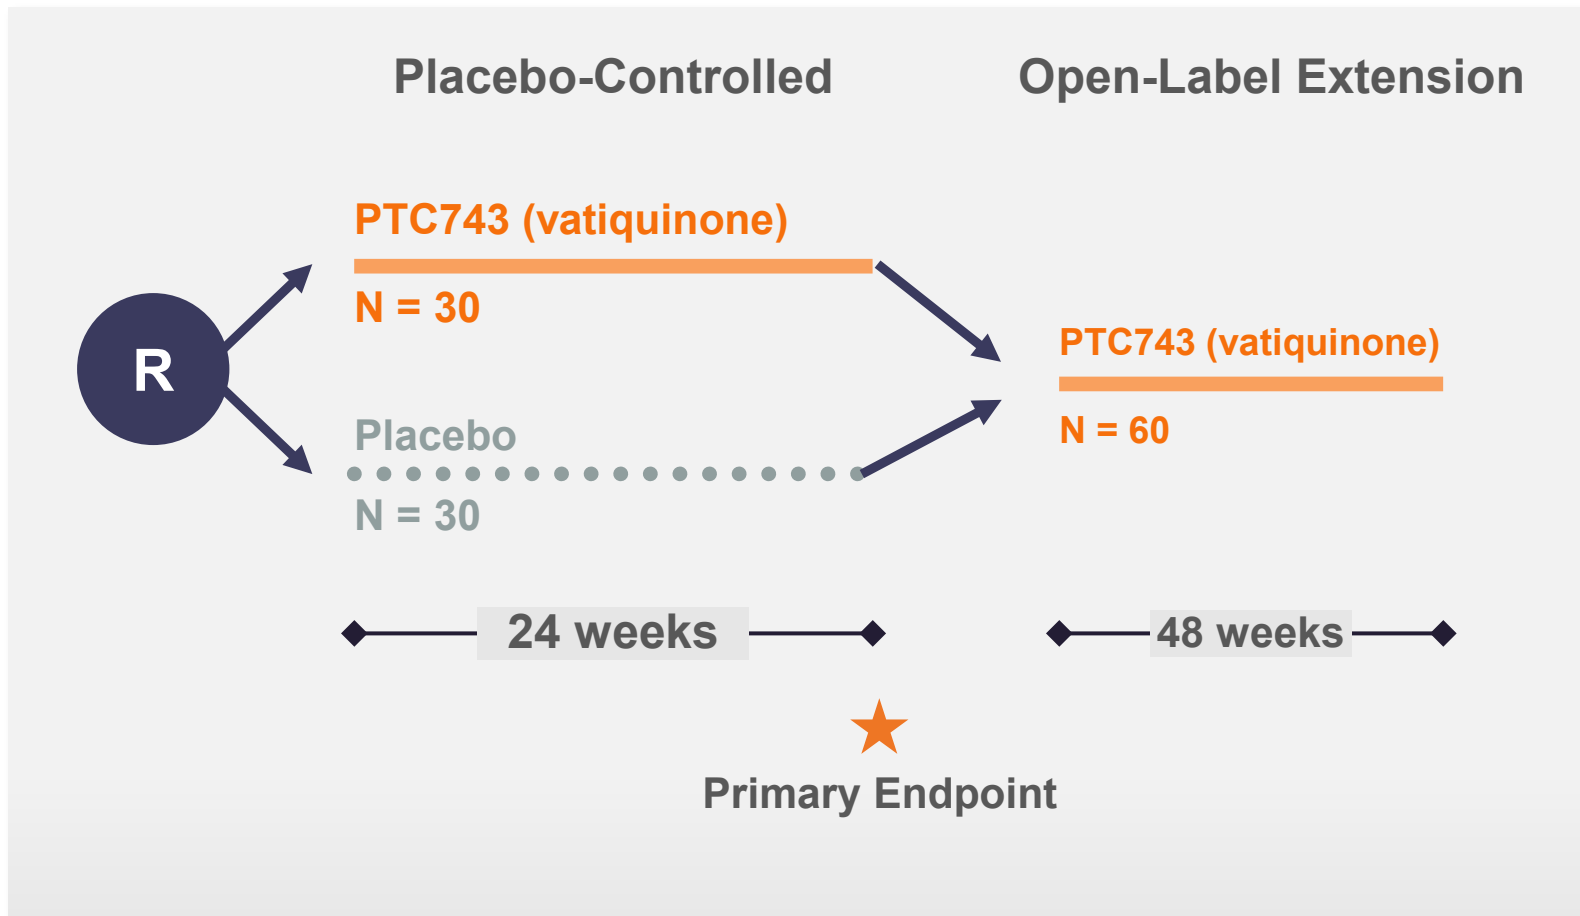 Placebo-Controlled
Open-Label Extension
PTC743 (vatiquinone)
N = 30
R
PTC743 (vatiquinone)
N = 60
Placebo
N = 30
24 weeks
48 weeks
Primary Endpoint